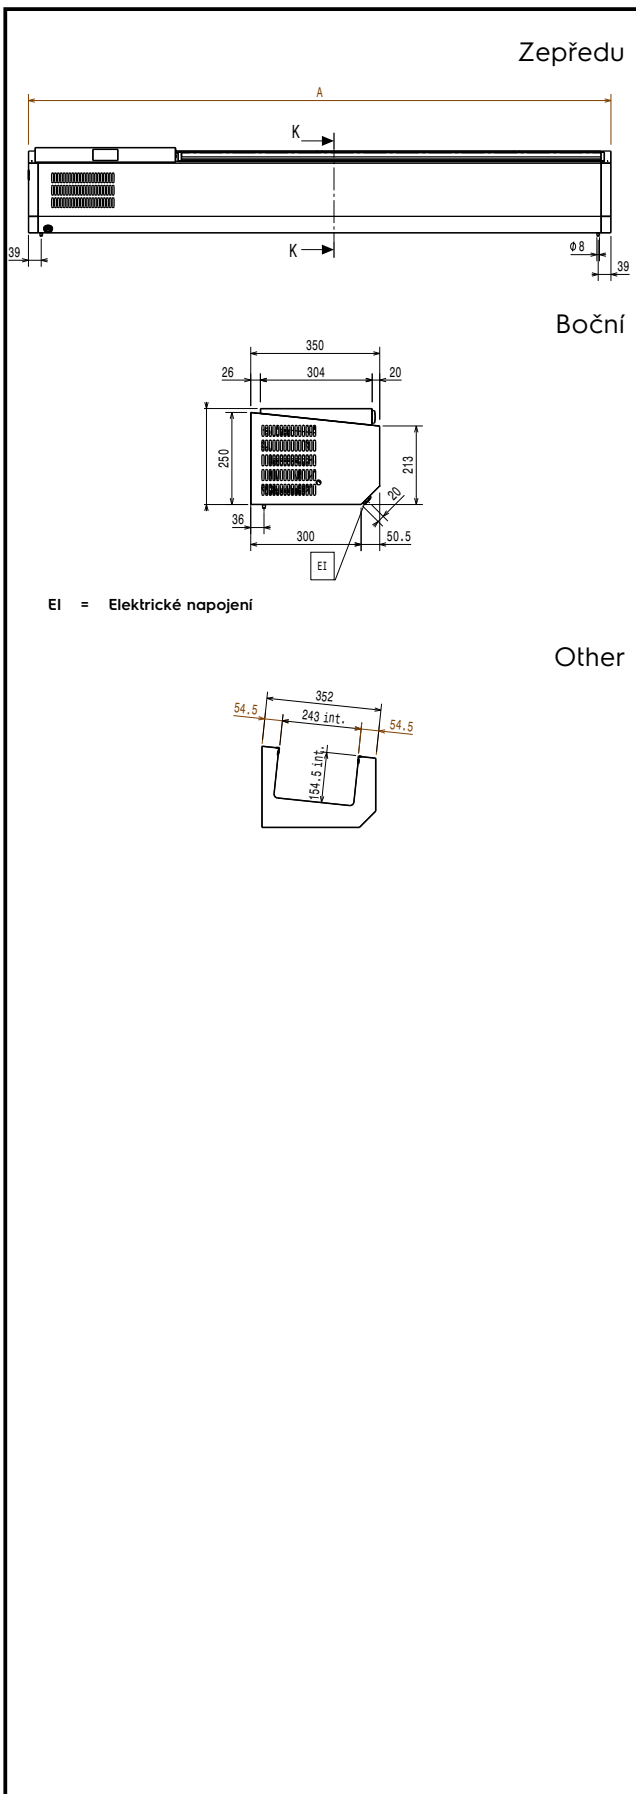 Zepředu
A
K
K
39
ϕ8
39
Boční
350
26 304 20
250
213
20
36
300
50.5
EI
EI = Elektrické napojení
Other
352
54.5
243 int.
54.5
154.5 int.